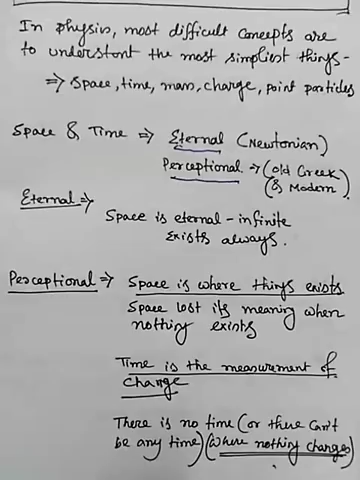 In physics, most difficult concepts are
to understant the most simpliest things -
⇒ space, time, mass, charge, point particles
Space & Time ⇒ Eternal (Newtonian)
Perceptional → (Old Greek
& Modern)
Eternal ⇒
Space is eternal - infinite
exists always.
Perceptional ⇒ Space is where things exists
Space lost its meaning when
nothing exists
Time is the measurement of
change
There is no time (or there can't
be any time) (where nothing changes)